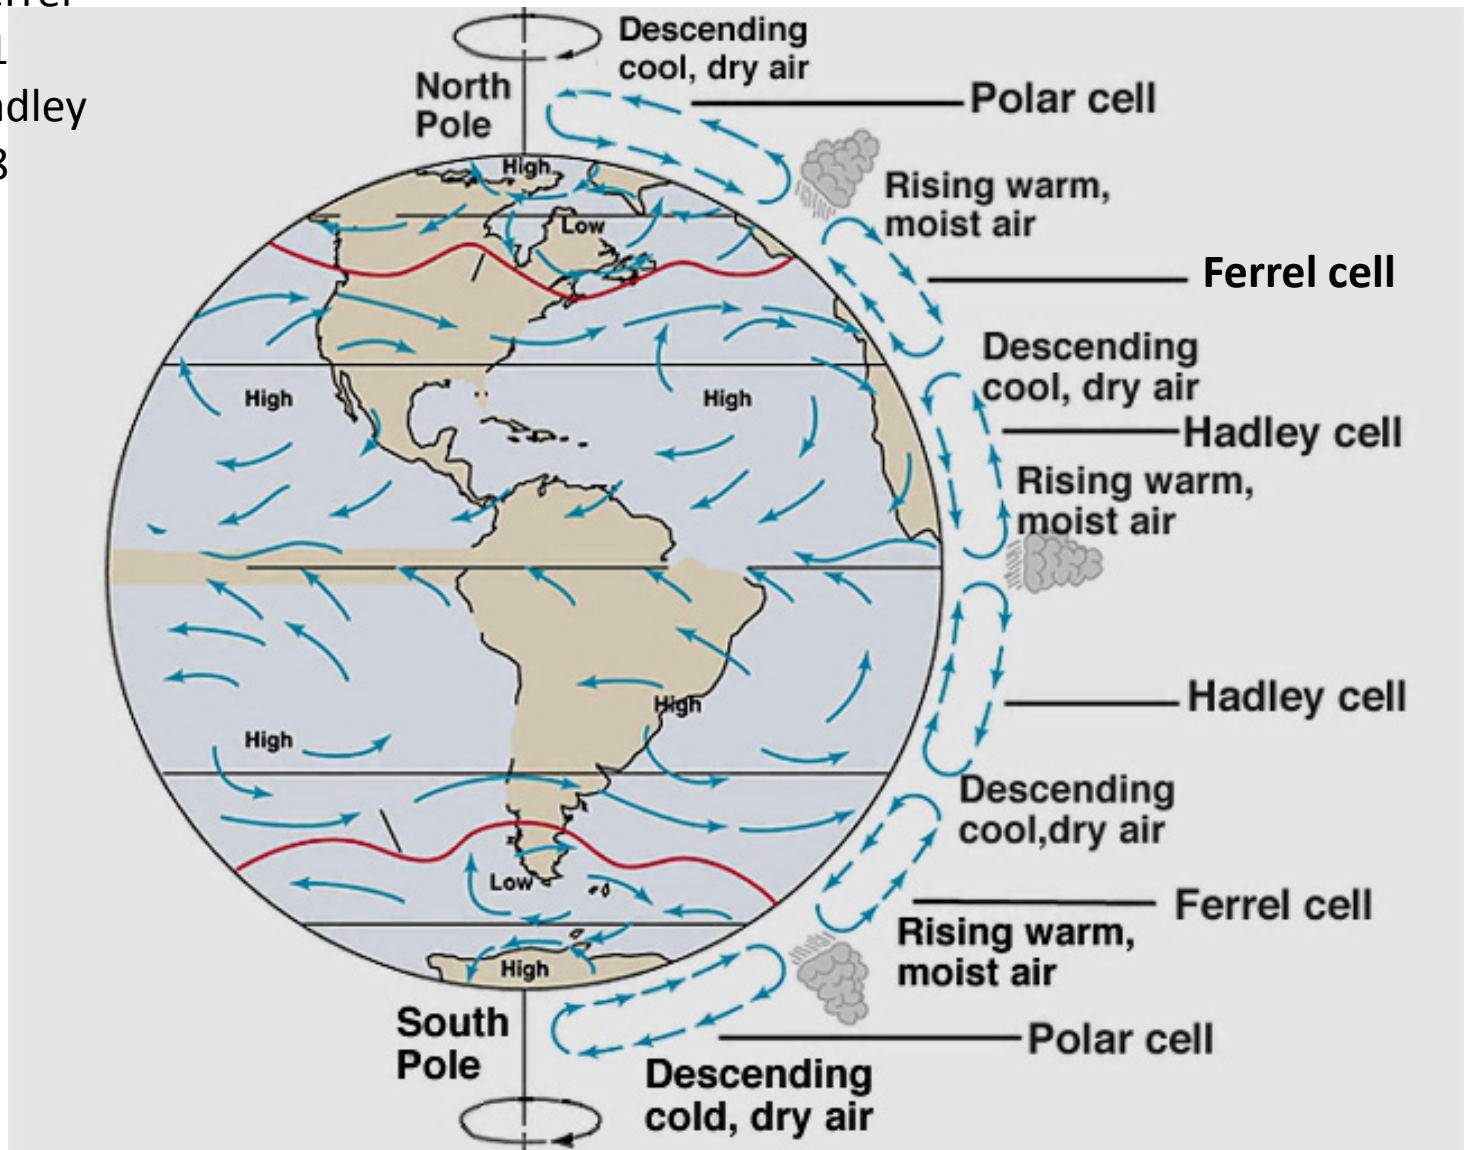 Descending
cool, dry air
North
Pole
Polar cell
High
Rising warm,
moist air
Low
Ferrel cell
Descending
cool, dry air
High
High
Hadley cell
Rising warm,
moist air
Hadley cell
High
High
Descending
cool,dry air
Low
Ferrel cell
Rising warm,
moist air
High
South
Pole
Polar cell
Descending
cold, dry air